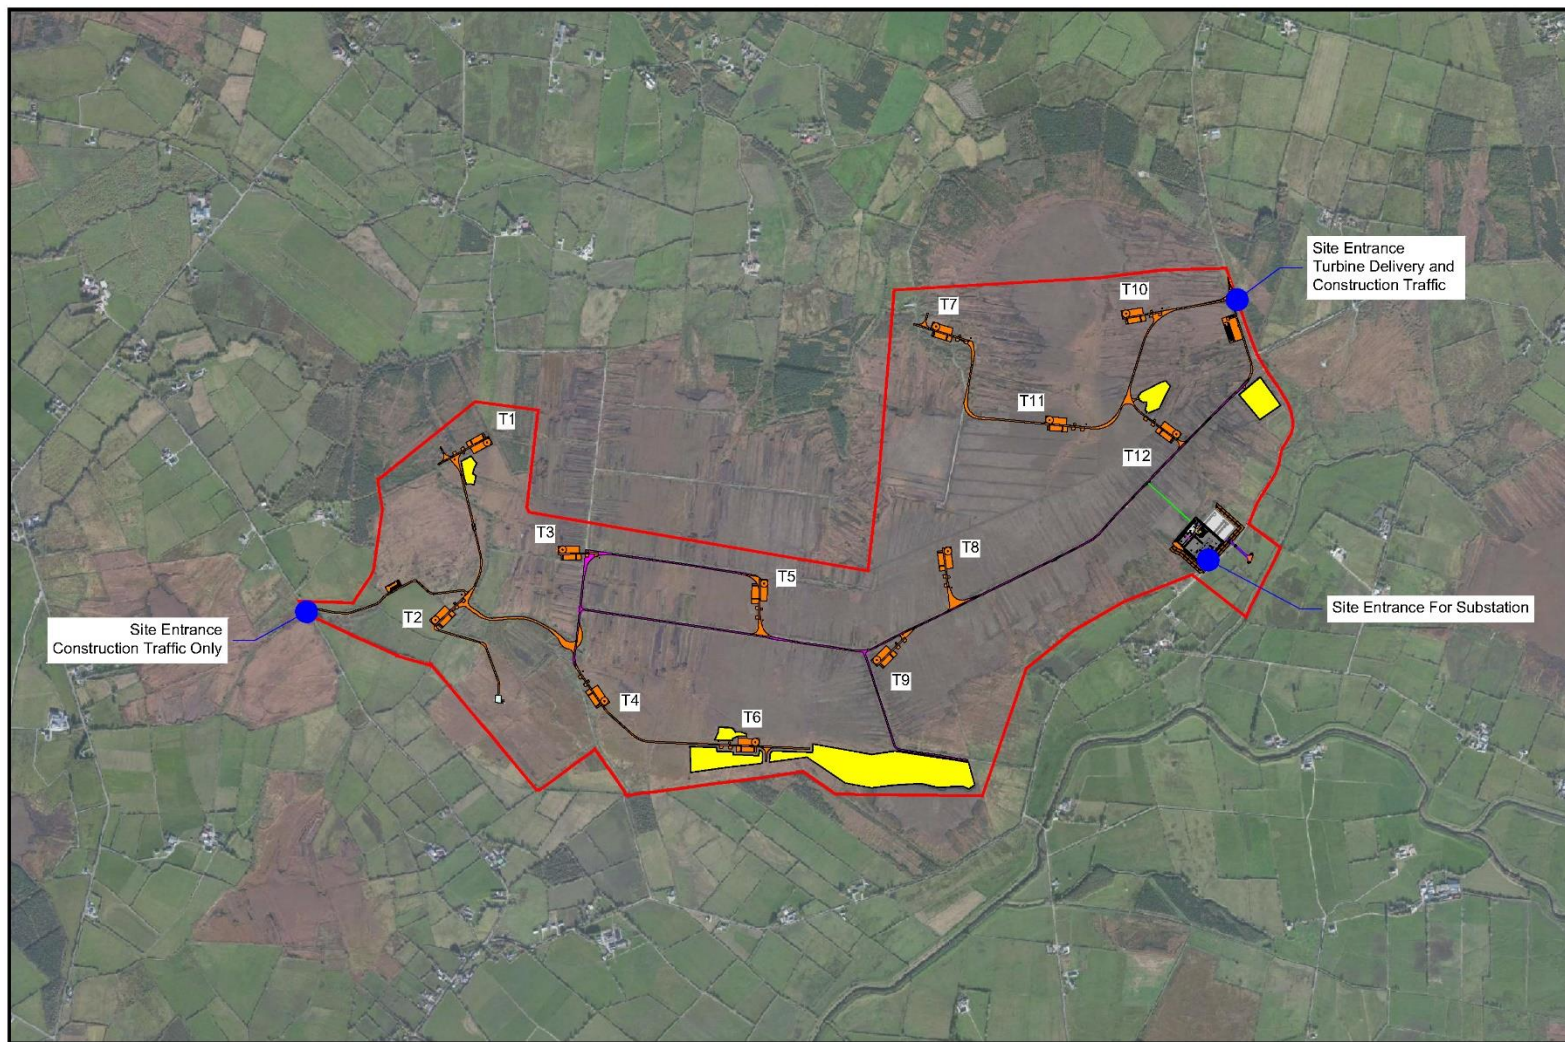 Site Entrance
Turbine Delivery and
Construction Traffic
T10
T7
T11
T1
T12
T3
T8
T5
Site Entrance For Substation
T2
Site Entrance
Construction Traffic Only
T9
T4
T6